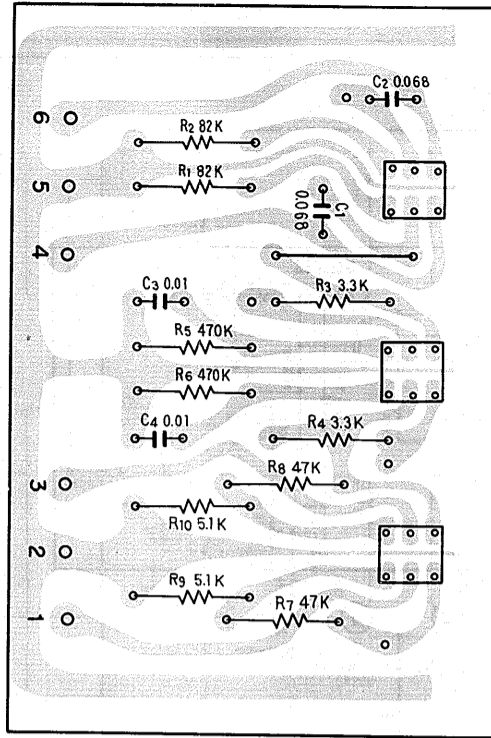 C2 0.068
6
R2 82K
R1 82K
5
C1
0.068
4
C3 0.01
R3 3.3K
R5 470K
R6 470K
C4 0.01
R4 3.3K
3
R8 47K
R10 5.1K
2
R9 5.1K
R7 47K
1